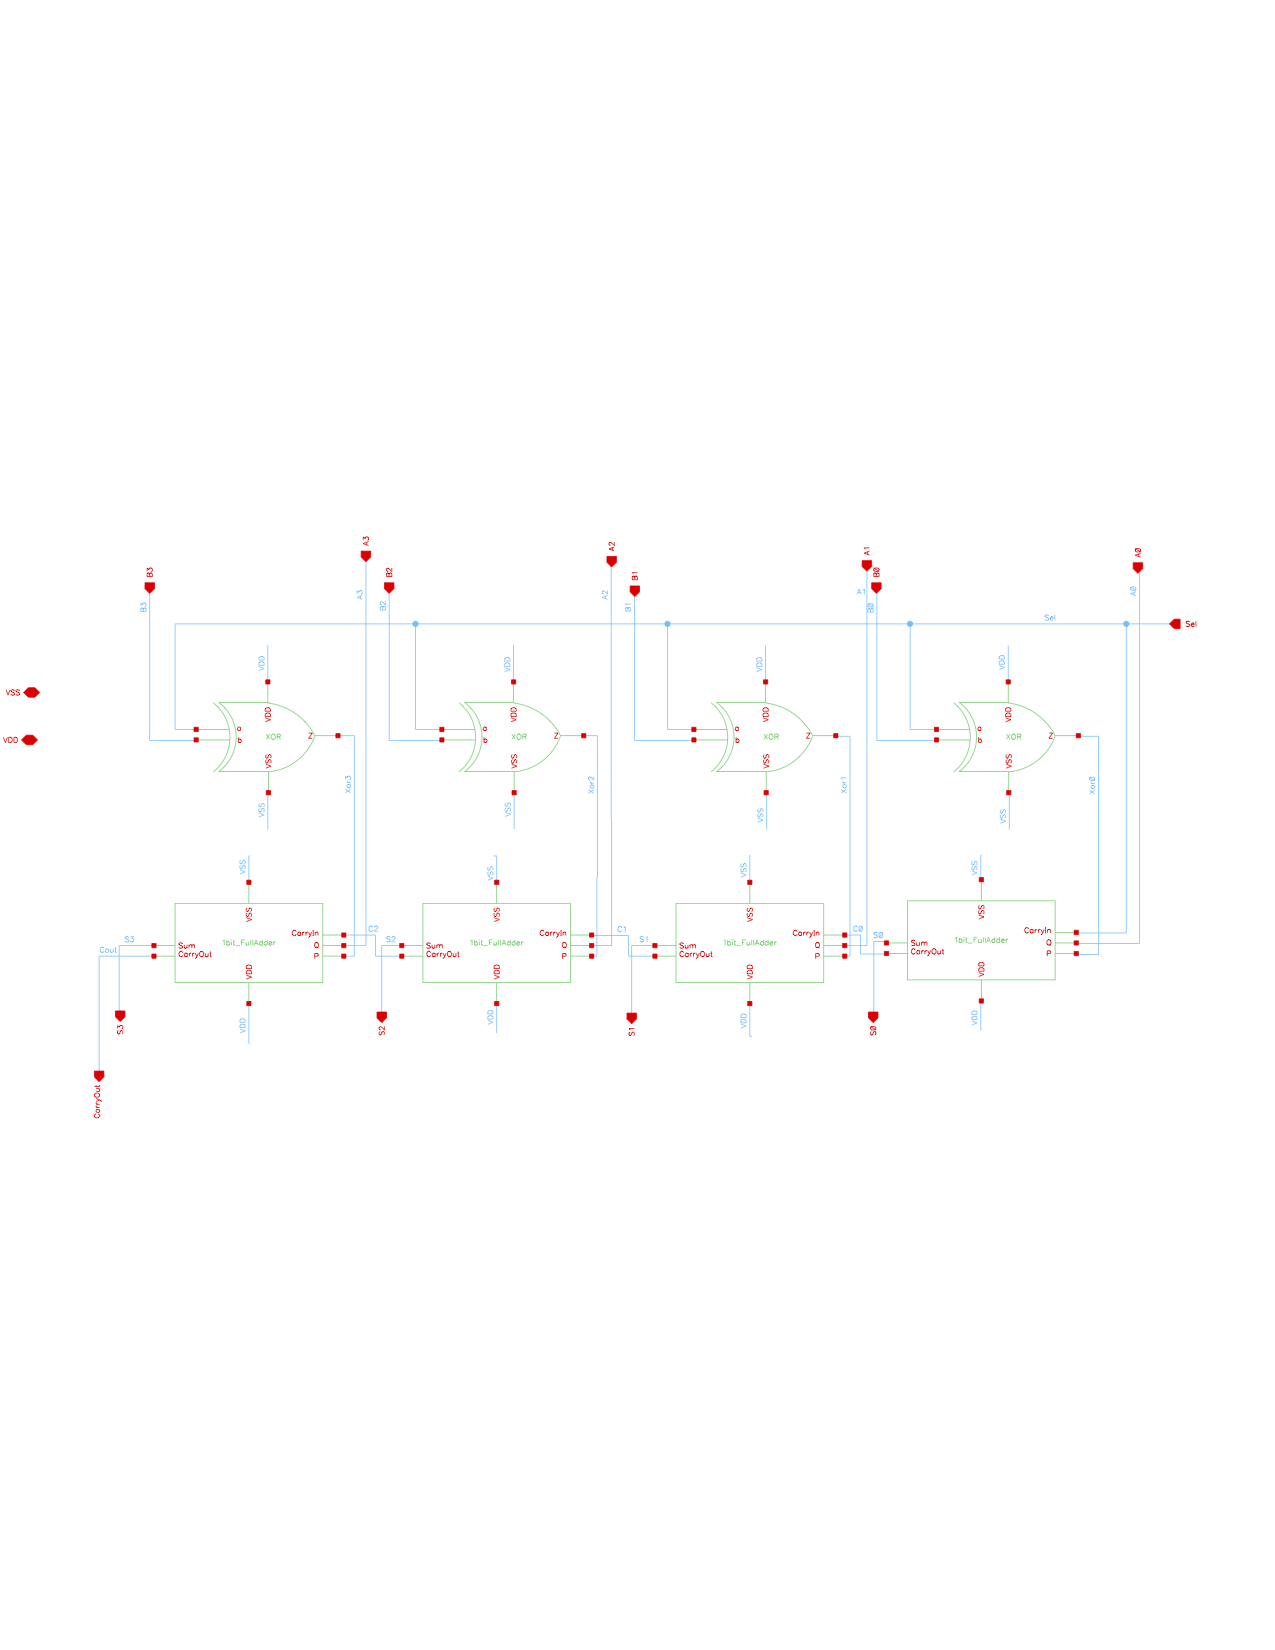 A3
A2
A1
A0
B3
B2
B1
B0
A3
A2
A1
A0
B3
B2
B1
B0
Sel
Sel
VDD
VDD
VDD
VDD
VSS
VDD
VDD
a
b
XOR
Z
VSS
VDD
a
b
XOR
Z
VSS
VDD
a
b
XOR
Z
VSS
VDD
a
b
XOR
Z
VSS
Xor3
Xor2
Xor1
Xor0
VSS
VSS
VSS
VSS
VSS
VSS
VSS
VSS
S3
Cout
VSS
1bit_FullAdder
Sum
CarryOut
CarryIn
Q
P
VDD
C2
S2
VSS
1bit_FullAdder
Sum
CarryOut
CarryIn
Q
P
VDD
C1
S1
VSS
1bit_FullAdder
Sum
CarryOut
CarryIn
Q
P
VDD
C0
S0
VSS
1bit_FullAdder
Sum
CarryOut
CarryIn
Q
P
VDD
VDD
VDD
VDD
VDD
S3
S2
S1
S0
CarryOut